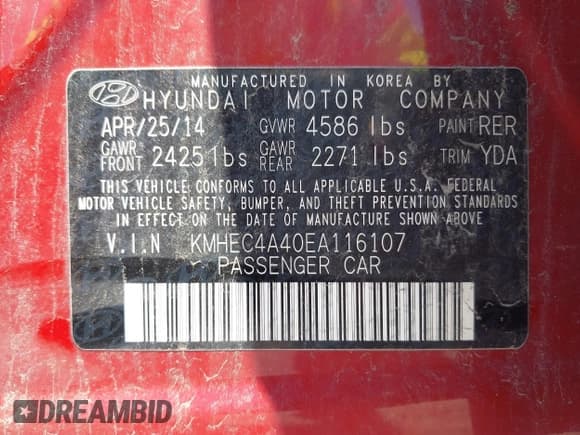 MANUFACTURED IN KOREA BY
HYUNDAI MOTOR COMPANY
APR/25/14 GVWR 4586 lbs PAINT RER
GAWR FRONT 2425 lbs GAWR REAR 2271 lbs TRIM YDA
THIS VEHICLE CONFORMS TO ALL APPLICABLE U.S.A. FEDERAL
MOTOR VEHICLE SAFETY, BUMPER, AND THEFT PREVENTION STANDARDS
IN EFFECT ON THE DATE OF MANUFACTURE SHOWN ABOVE
V.I.N KMHEC4A40EA116107
PASSENGER CAR
DREAMBID